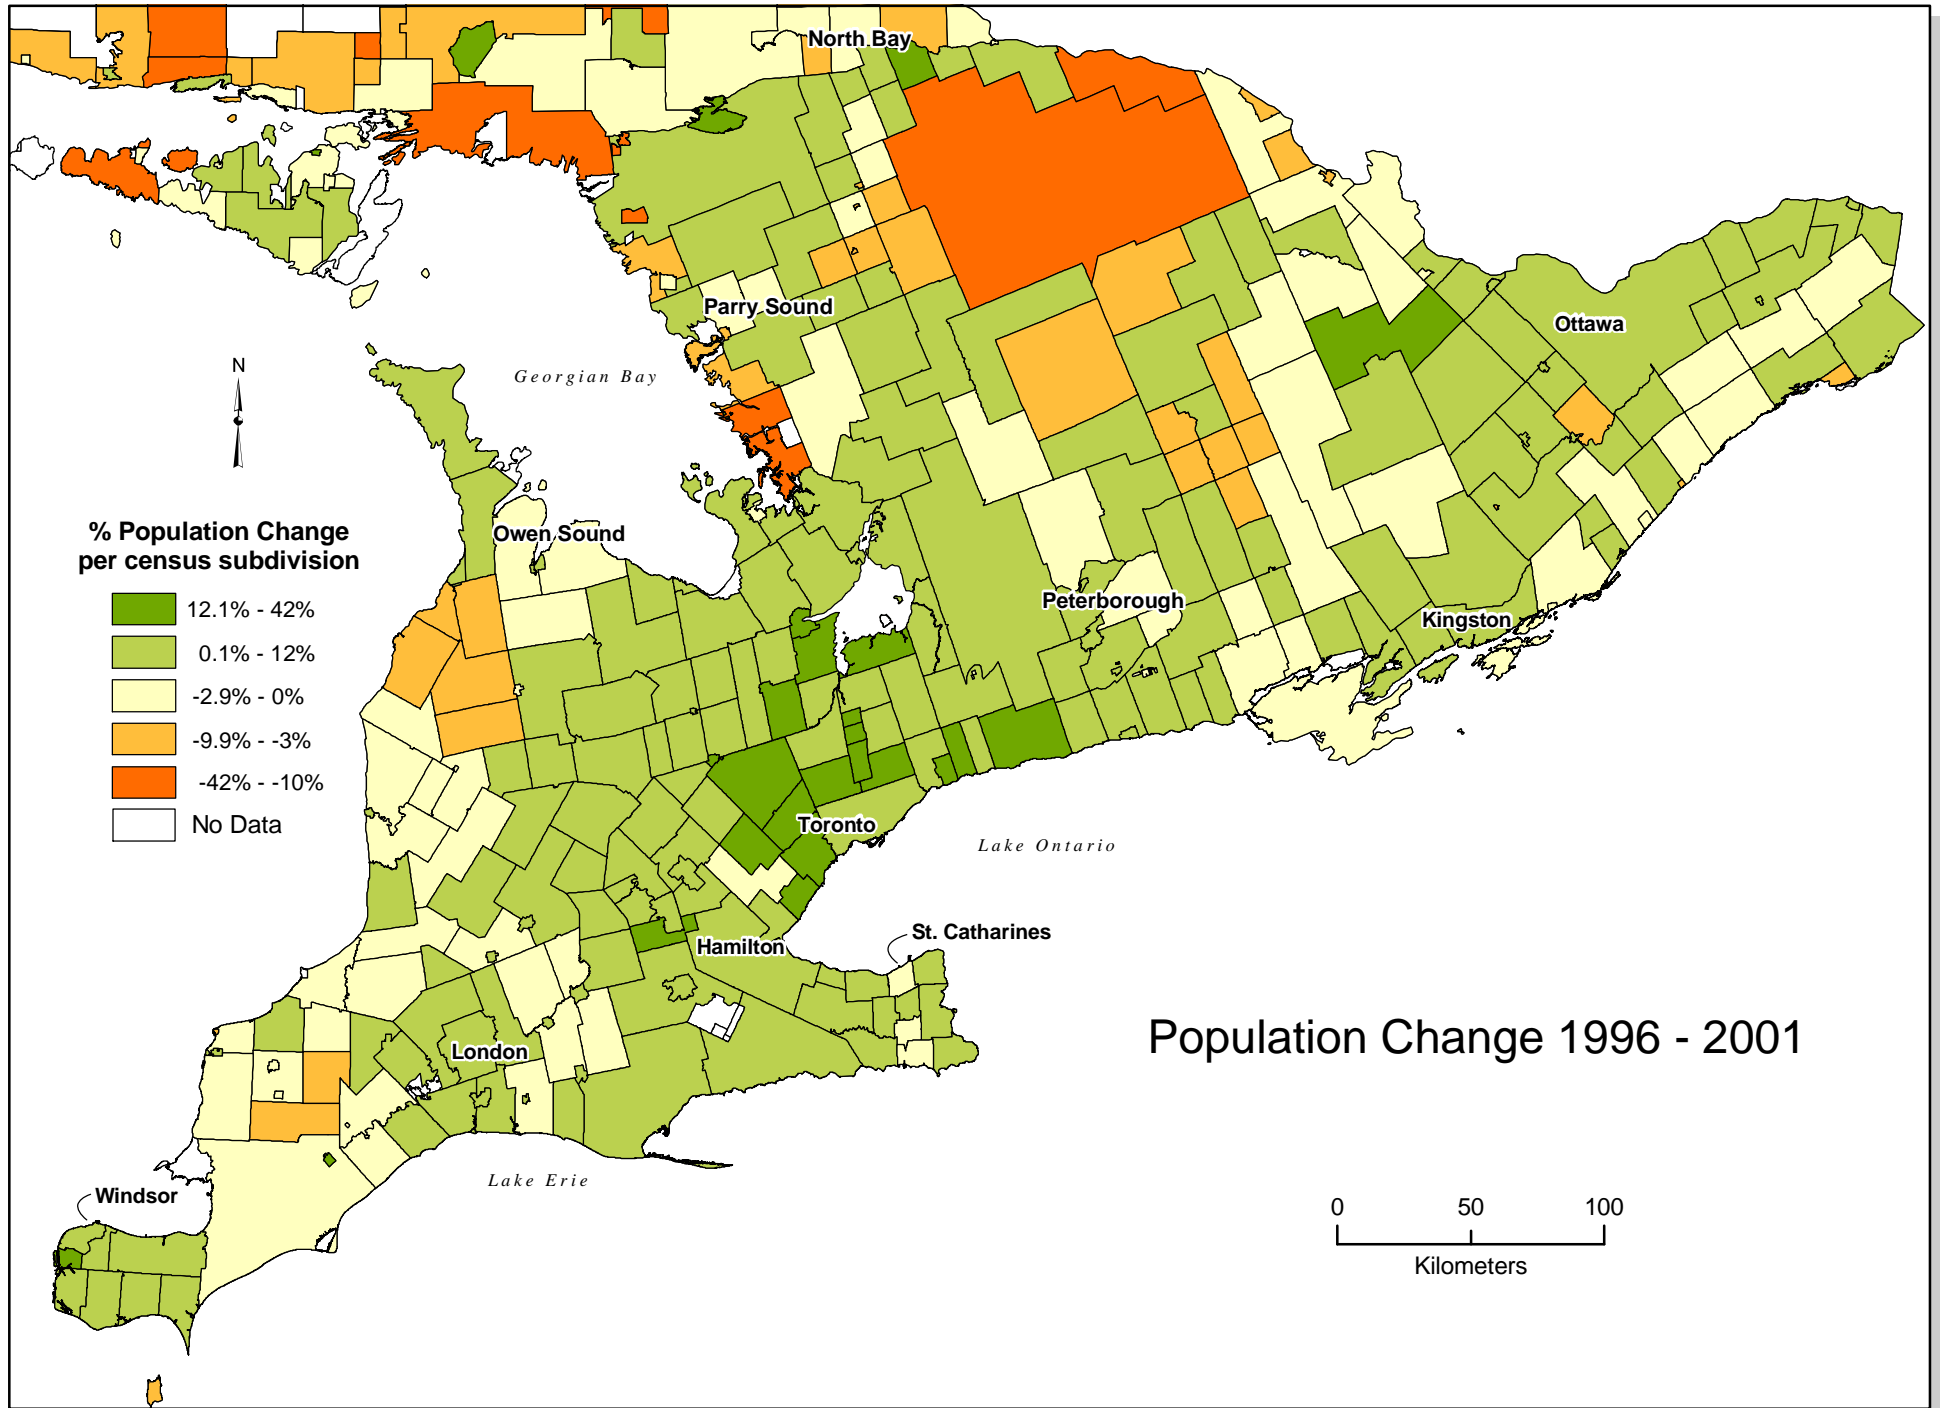 North Bay
Parry Sound
Ottawa
Georgian Bay
N
% Population Change
per census subdivision
12.1% - 42%
0.1% - 12%
-2.9% - 0%
-9.9% - -3%
-42% - -10%
No Data
Owen Sound
Peterborough
Kingston
Toronto
Lake Ontario
Hamilton
St. Catharines
London
Population Change 1996 - 2001
Lake Erie
Windsor
0 50 100
Kilometers